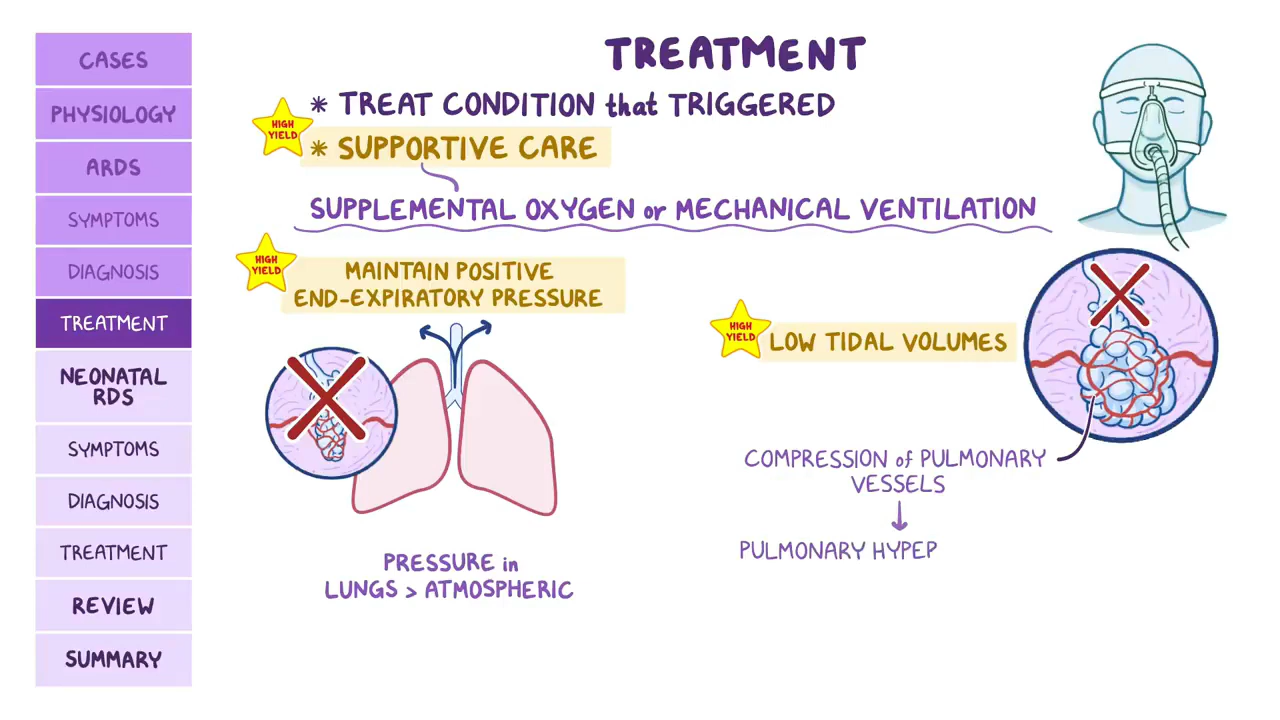 CASES
PHYSIOLOGY
ARDS
SYMPTOMS
DIAGNOSIS
TREATMENT
NEONATAL
RDS
SYMPTOMS
DIAGNOSIS
TREATMENT
REVIEW
SUMMARY
TREATMENT
* TREAT CONDITION that TRIGGERED
HIGH
YIELD
* SUPPORTIVE CARE
SUPPLEMENTAL OXYGEN or MECHANICAL VENTILATION
HIGH
YIELD
MAINTAIN POSITIVE
END-EXPIRATORY PRESSURE
PRESSURE in
LUNGS > ATMOSPHERIC
HIGH
YIELD
LOW TIDAL VOLUMES
COMPRESSION of PULMONARY
VESSELS
PULMONARY HYPEP